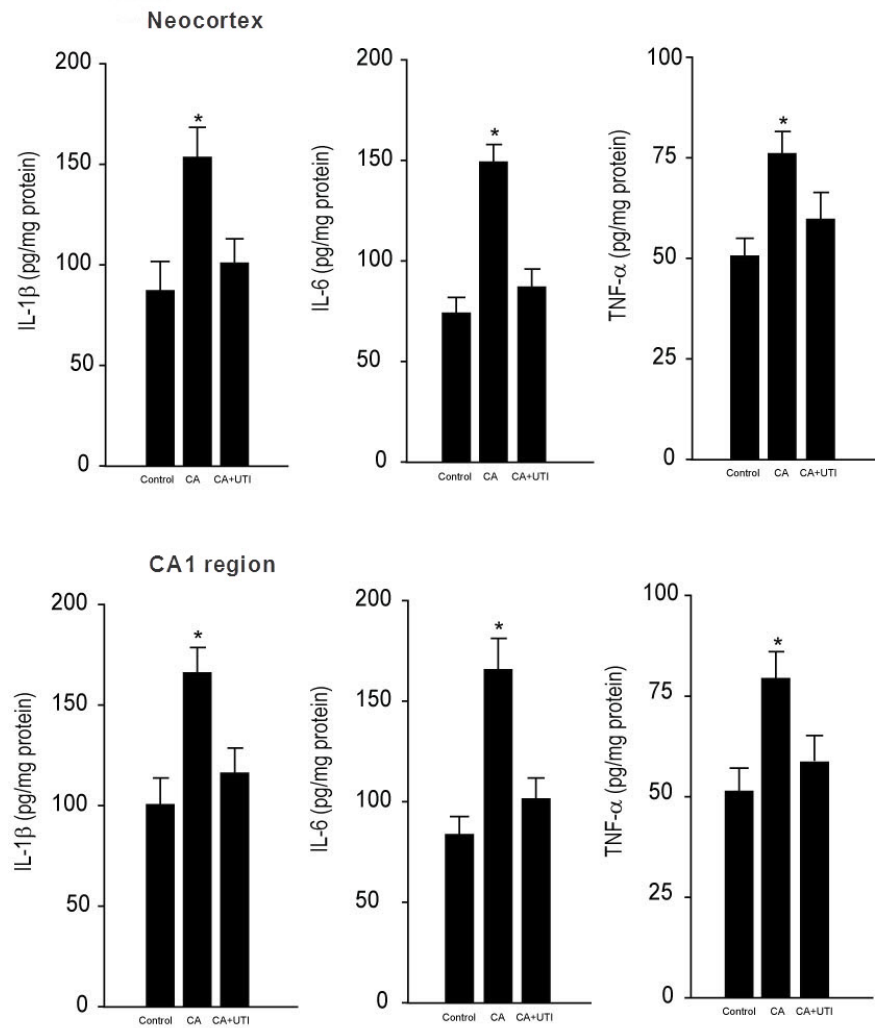 Neocortex
200
150
100
50
0
IL-1β (pg/mg protein)
*
Control CA CA+UTI
200
150
100
50
0
IL-6 (pg/mg protein)
*
Control CA CA+UTI
100
75
50
25
0
TNF-α (pg/mg protein)
*
Control CA CA+UTI
CA1 region
200
150
100
50
0
IL-1β (pg/mg protein)
*
Control CA CA+UTI
200
150
100
50
0
IL-6 (pg/mg protein)
*
Control CA CA+UTI
100
75
50
25
0
TNF-α (pg/mg protein)
*
Control CA CA+UTI